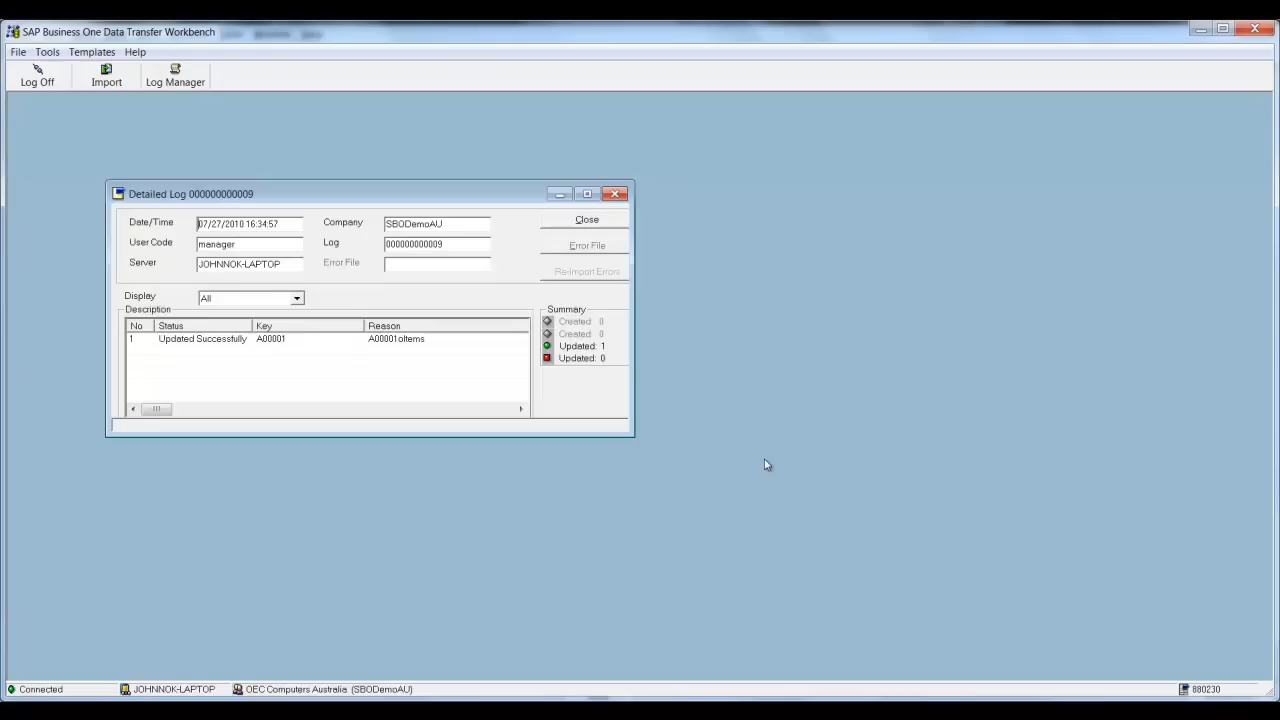 SAP Business One Data Transfer Workbench
File Tools Templates Help
Log Off Import Log Manager
Detailed Log 000000000009
Date/Time 07/27/2010 16:34:57 Company SBODemoAU Close
User Code manager Log 000000000009 Error File
Server JOHNNOK-LAPTOP Error File Re-Import Errors
Display All
Description Summary
No Status Key Reason
1 Updated Successfully A00001 A00001oItems
Created: 0
Created: 0
Updated: 1
Updated: 0
Connected JOHNNOK-LAPTOP OEC Computers Australia (SBODemoAU) 880230